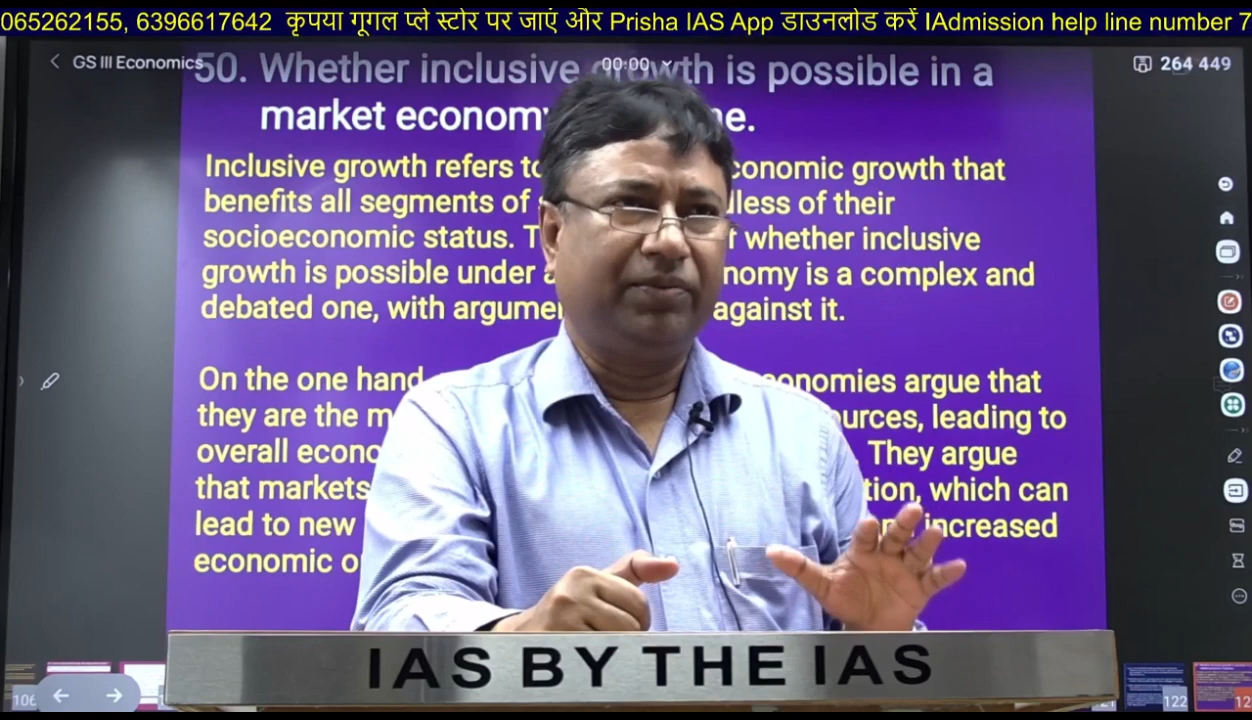 065262155, 6396617642 कृपया गूगल प्ले स्टोर पर जाएं और Prisha IAS App डाउनलोड करें IAdmission help line number 7
GS III Economics
00:00
264 449
50. Whether inclusive growth is possible in a
market econom ne.
Inclusive growth refers to conomic growth that
benefits all segments of dless of their
socioeconomic status. T f whether inclusive
growth is possible under a nomy is a complex and
debated one, with argume against it.
On the one hand, conomies argue that
they are the m ources, leading to
overall econo They argue
that markets tion, which can
lead to new increased
economic o
IAS BY THE IAS
106
122
12